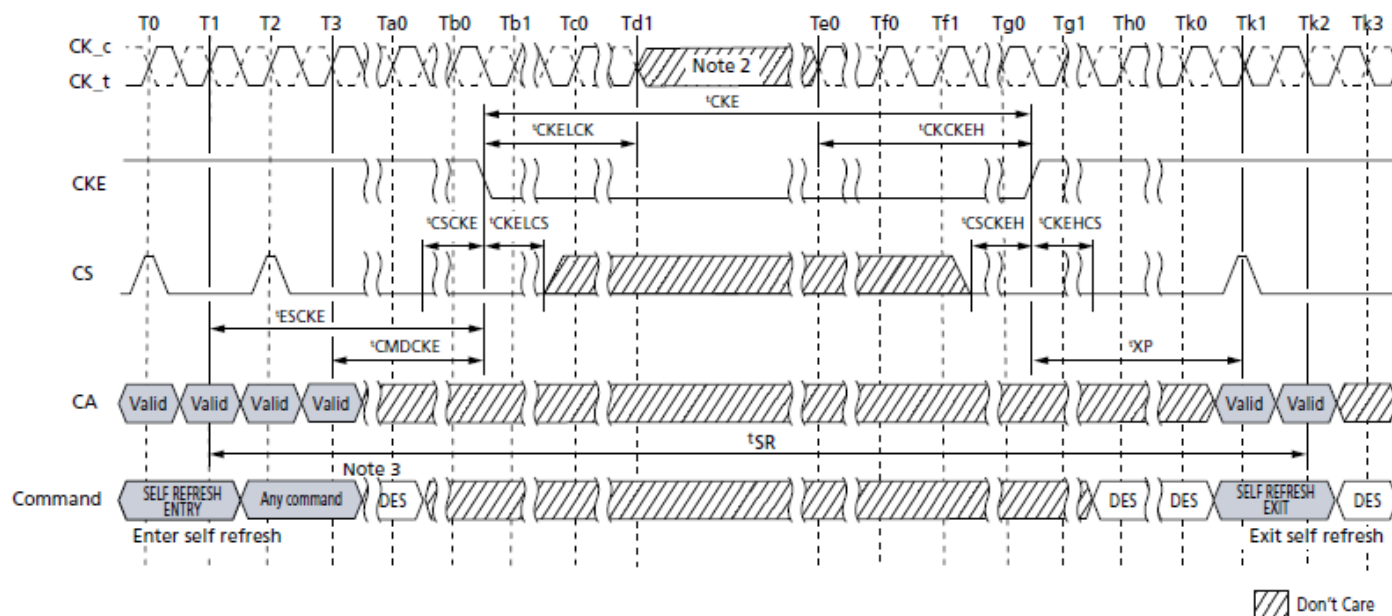 T0 T1 T2 T3 Ta0 Tb0 Tb1 Tc0 Td1 Te0 Tf0 Tf1 Tg0 Tg1 Th0 Tk0 Tk1 Tk2 Tk3
CK_c
CK_t
Note 2
tCKE
tCKELCK tCKCKEH
CKE
tCSCKE tCKELCS tCSCKEH tCKEHCS
CS
tESCKE
tCMDCKE tXP
CA Valid Valid Valid Valid Valid Valid
tSR
Note 3
Command SELF REFRESH ENTRY Any command DES DES DES SELF REFRESH EXIT DES
Enter self refresh Exit self refresh
Don't Care